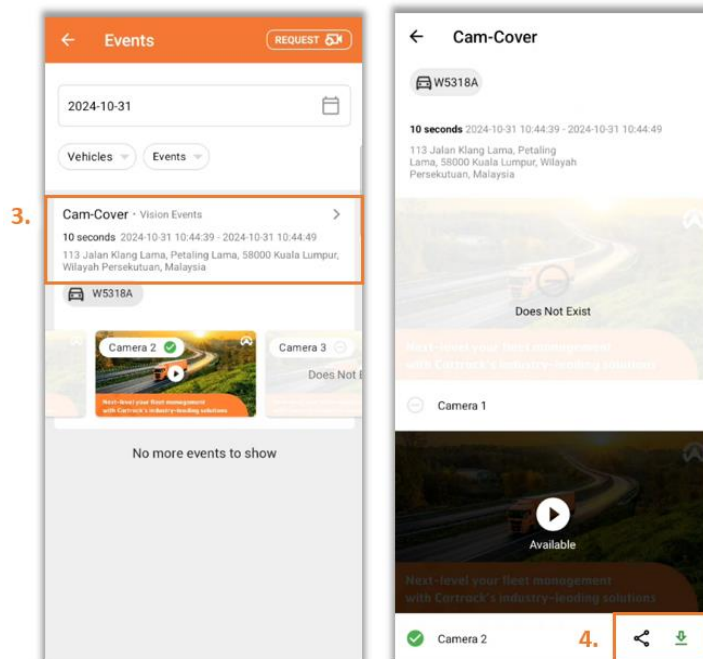 Events
REQUEST
2024-10-31
Vehicles
Events
3.
Cam-Cover · Vision Events
10 seconds 2024-10-31 10:44:39 - 2024-10-31 10:44:49
113 Jalan Klang Lama, Petaling Lama, 58000 Kuala Lumpur,
Wilayah Persekutuan, Malaysia
W5318A
Camera 2
Next-level your fleet management
with Cartrack's industry-leading solutions
Camera 3
Does Not E
No more events to show
Cam-Cover
W5318A
10 seconds 2024-10-31 10:44:39 - 2024-10-31 10:44:49
113 Jalan Klang Lama, Petaling
Lama, 58000 Kuala Lumpur, Wilayah
Persekutuan, Malaysia
Does Not Exist
Next-level your fleet management
with Cartrack's industry-leading solutions
Camera 1
Available
Next-level your fleet management
with Cartrack's industry-leading solutions
Camera 2
4.